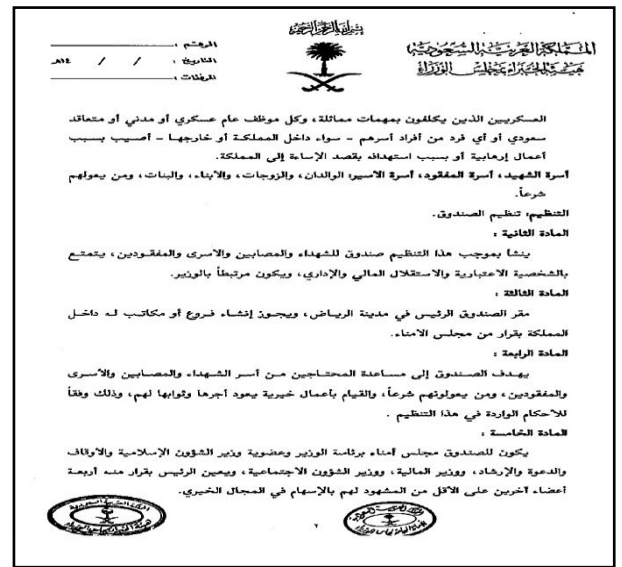 بسم الله الرحمن الرحيم
المملكة العربية السعودية
هيئة الخبراء بمجلس الوزراء
الرقم :
التاريخ : / / ١٤هـ
المرفقات :
العسكريين الذين يكلفون بمهمات مماثلة، وكل موظف عام عسكري أو مدني أو متعاقد
سعودي أو أي فرد من أفراد أسرهم - سواء داخل المملكة أو خارجها - أصيب بسبب
أعمال إرهابية أو بسبب استهدافه بقصد الإساءة إلى المملكة.
أسرة الشهيد، أسرة المفقود، أسرة الأسير: الوالدان، والزوجات، والأبناء، والبنات، ومن يعولهم
شرعاً.
التنظيم: تنظيم الصندوق.
المادة الثانية :
ينشأ بموجب هذا التنظيم صندوق للشهداء والمصابين والأسرى والمفقودين، يتمتع
بالشخصية الاعتبارية والاستقلال المالي والإداري، ويكون مرتبطاً بالوزير.
المادة الثالثة :
مقر الصندوق الرئيس في مدينة الرياض، ويجوز إنشاء فروع أو مكاتب له داخل
المملكة بقرار من مجلس الأمناء.
المادة الرابعة :
يهدف الصندوق إلى مساعدة المحتاجين من أسر الشهداء والمصابين والأسرى
والمفقودين، ومن يعولونهم شرعاً، والقيام بأعمال خيرية يعود أجرها وثوابها لهم، وذلك وفقاً
للأحكام الواردة في هذا التنظيم .
المادة الخامسة :
يكون للصندوق مجلس أمناء برئاسة الوزير وعضوية وزير الشؤون الإسلامية والأوقاف
والدعوة والإرشاد، ووزير المالية، ووزير الشؤون الاجتماعية، ويعين الرئيس بقرار منه أربعة
أعضاء آخرين على الأقل من المشهود لهم بالإسهام في المجال الخيري.
٢